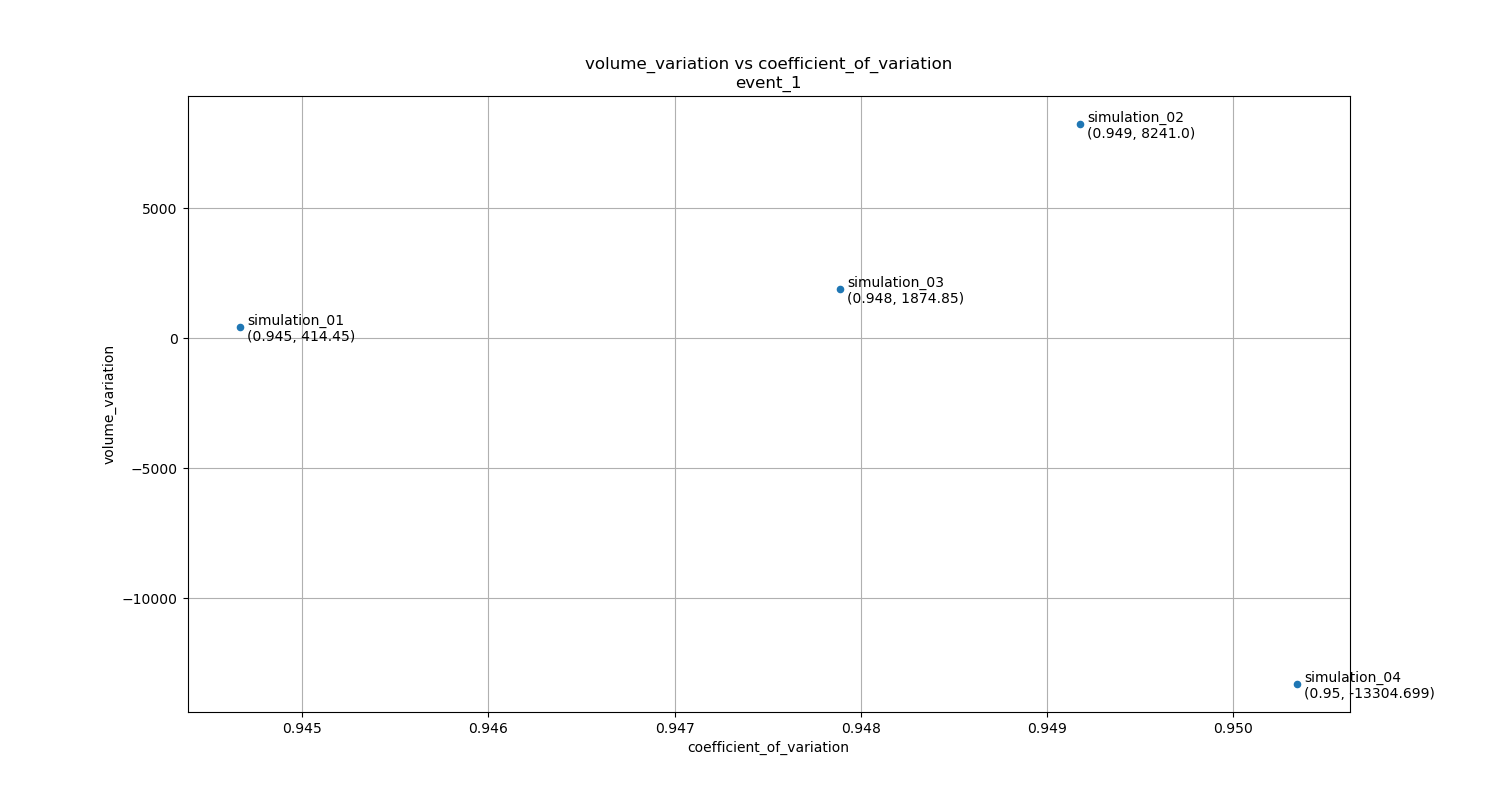 volume_variation vs coefficient_of_variation
event_1
simulation_02
(0.949, 8241.0)
5000
simulation_03
(0.948, 1874.85)
simulation_01
(0.945, 414.45)
0
volume_variation
−5000
−10000
simulation_04
(0.95, -13304.699)
0.945
0.946
0.947
0.948
0.949
0.950
coefficient_of_variation